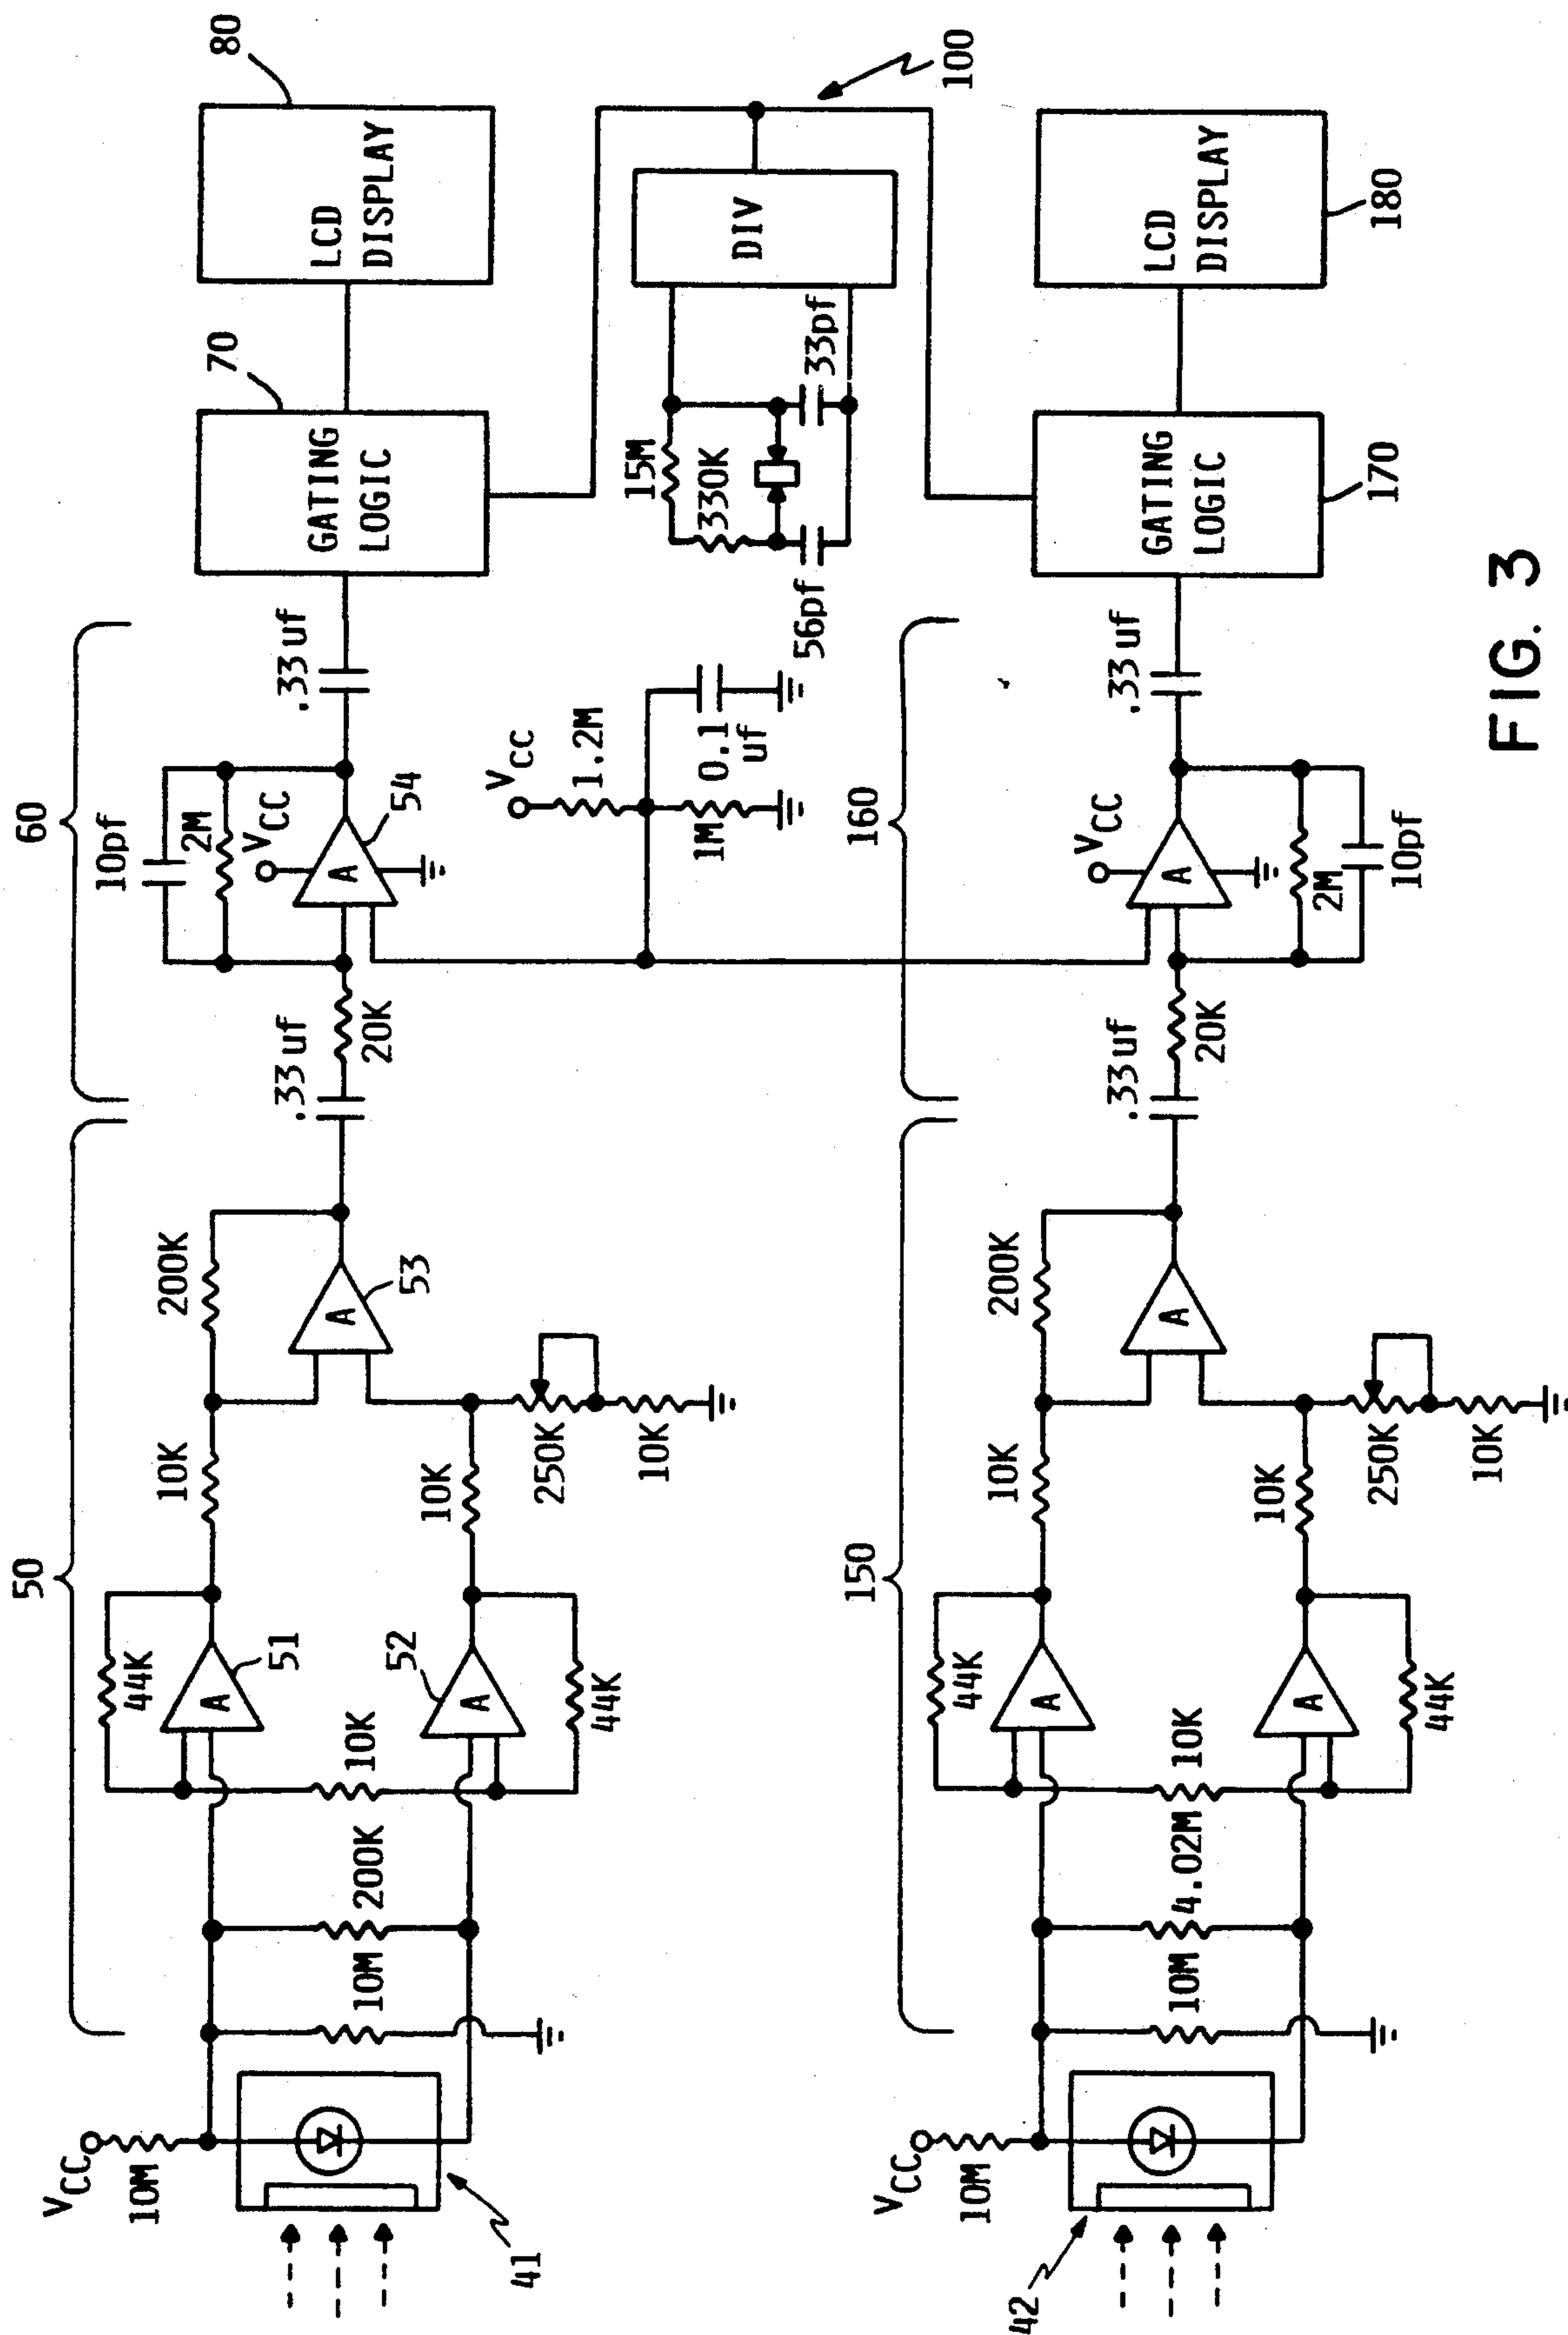 50
60
V CC
10M
41
10M
200K
10K
44K
51
52
44K
A
A
10K
10K
200K
A
53
250K
10K
.33uf
20K
10pf
2M
VCC
A
54
.33uf
70
GATING
LOGIC
80
LCD
DISPLAY
VCC
1.2M
1M
0.1
uf
15M
330K
56pf
33pf
DIV
100
150
160
VCC
10M
42
10M
4.02M
10K
44K
44K
A
A
10K
10K
200K
A
250K
10K
.33uf
20K
VCC
A
2M
10pf
.33uf
GATING
LOGIC
170
LCD
DISPLAY
180
FIG. 3